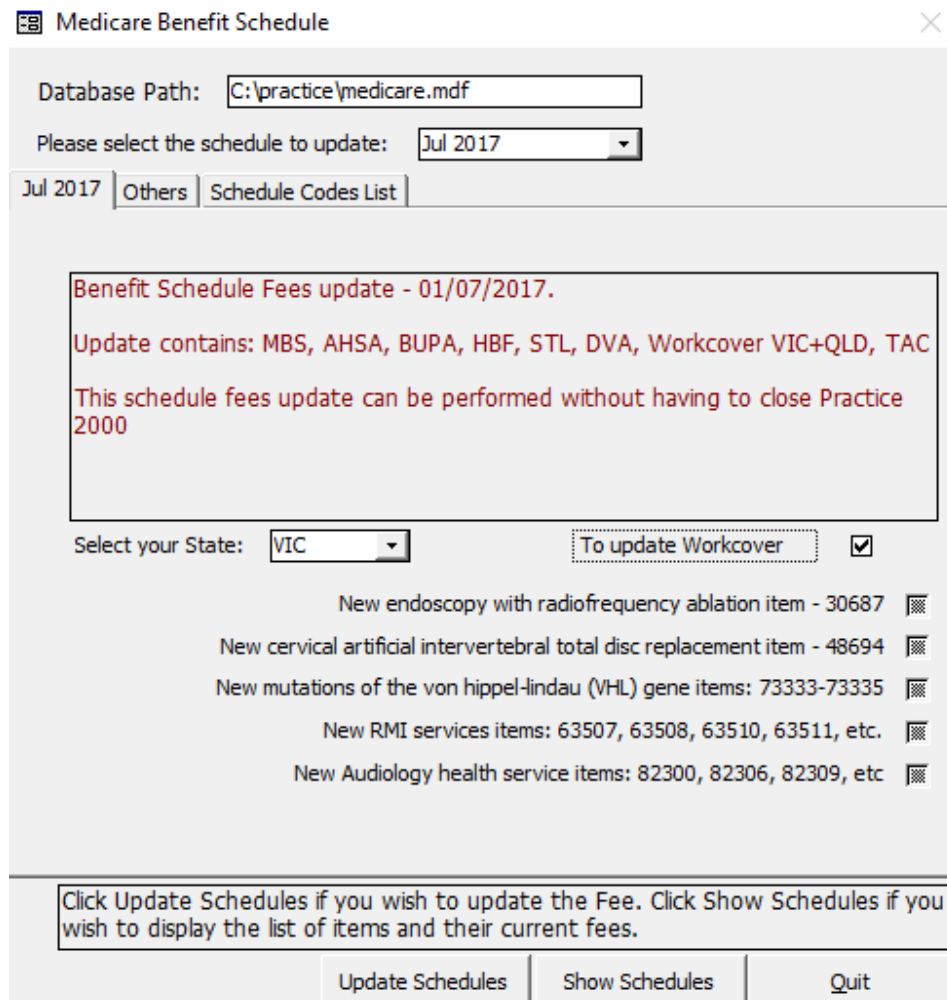 Medicare Benefit Schedule
Database Path: C:\practice\medicare.mdf
Please select the schedule to update: Jul 2017
Jul 2017 Others Schedule Codes List
Benefit Schedule Fees update - 01/07/2017.
Update contains: MBS, AHSA, BUPA, HBF, STL, DVA, Workcover VIC+QLD, TAC
This schedule fees update can be performed without having to close Practice
2000
Select your State: VIC To update Workcover
New endoscopy with radiofrequency ablation item - 30687
New cervical artificial intervertebral total disc replacement item - 48694
New mutations of the von hippel-lindau (VHL) gene items: 73333-73335
New RMI services items: 63507, 63508, 63510, 63511, etc.
New Audiology health service items: 82300, 82306, 82309, etc
Click Update Schedules if you wish to update the Fee. Click Show Schedules if you
wish to display the list of items and their current fees.
Update Schedules Show Schedules Quit